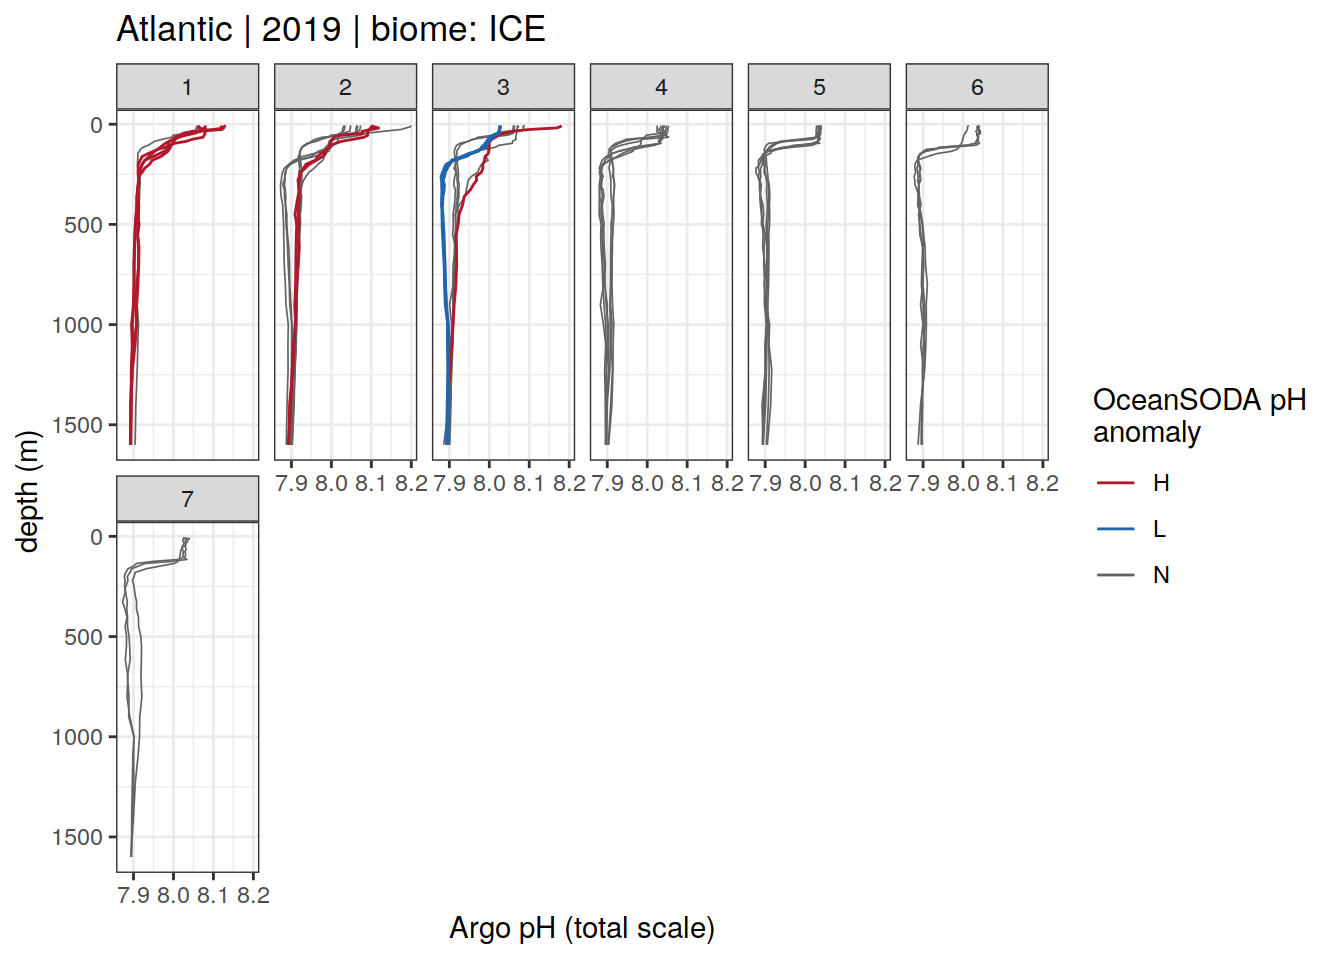 Atlantic | 2019 | biome: ICE
1 2 3 4 5 6
0
500
1000
1500
7.9 8.0 8.1 8.2 7.9 8.0 8.1 8.2 7.9 8.0 8.1 8.2 7.9 8.0 8.1 8.2 7.9 8.0 8.1 8.2
7
0
500
1000
1500
7.9 8.0 8.1 8.2
depth (m)
Argo pH (total scale)
OceanSODA pH
anomaly
H
L
N